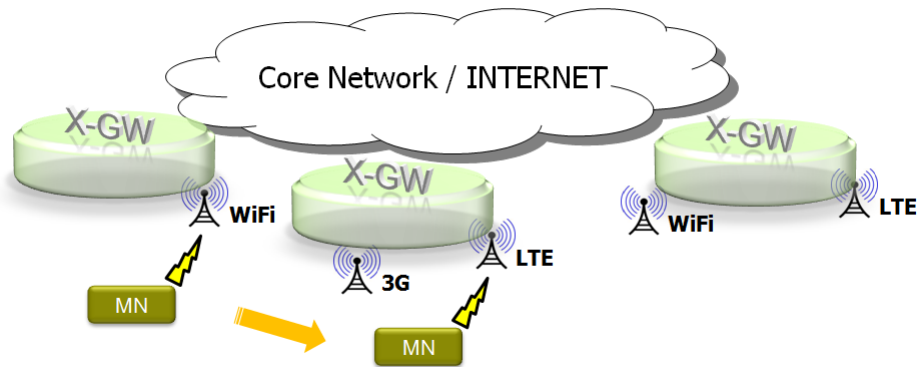 Core Network / INTERNET
X-GW
X-GW
X-GW
WiFi
LTE
WiFi
LTE
3G
MN
MN